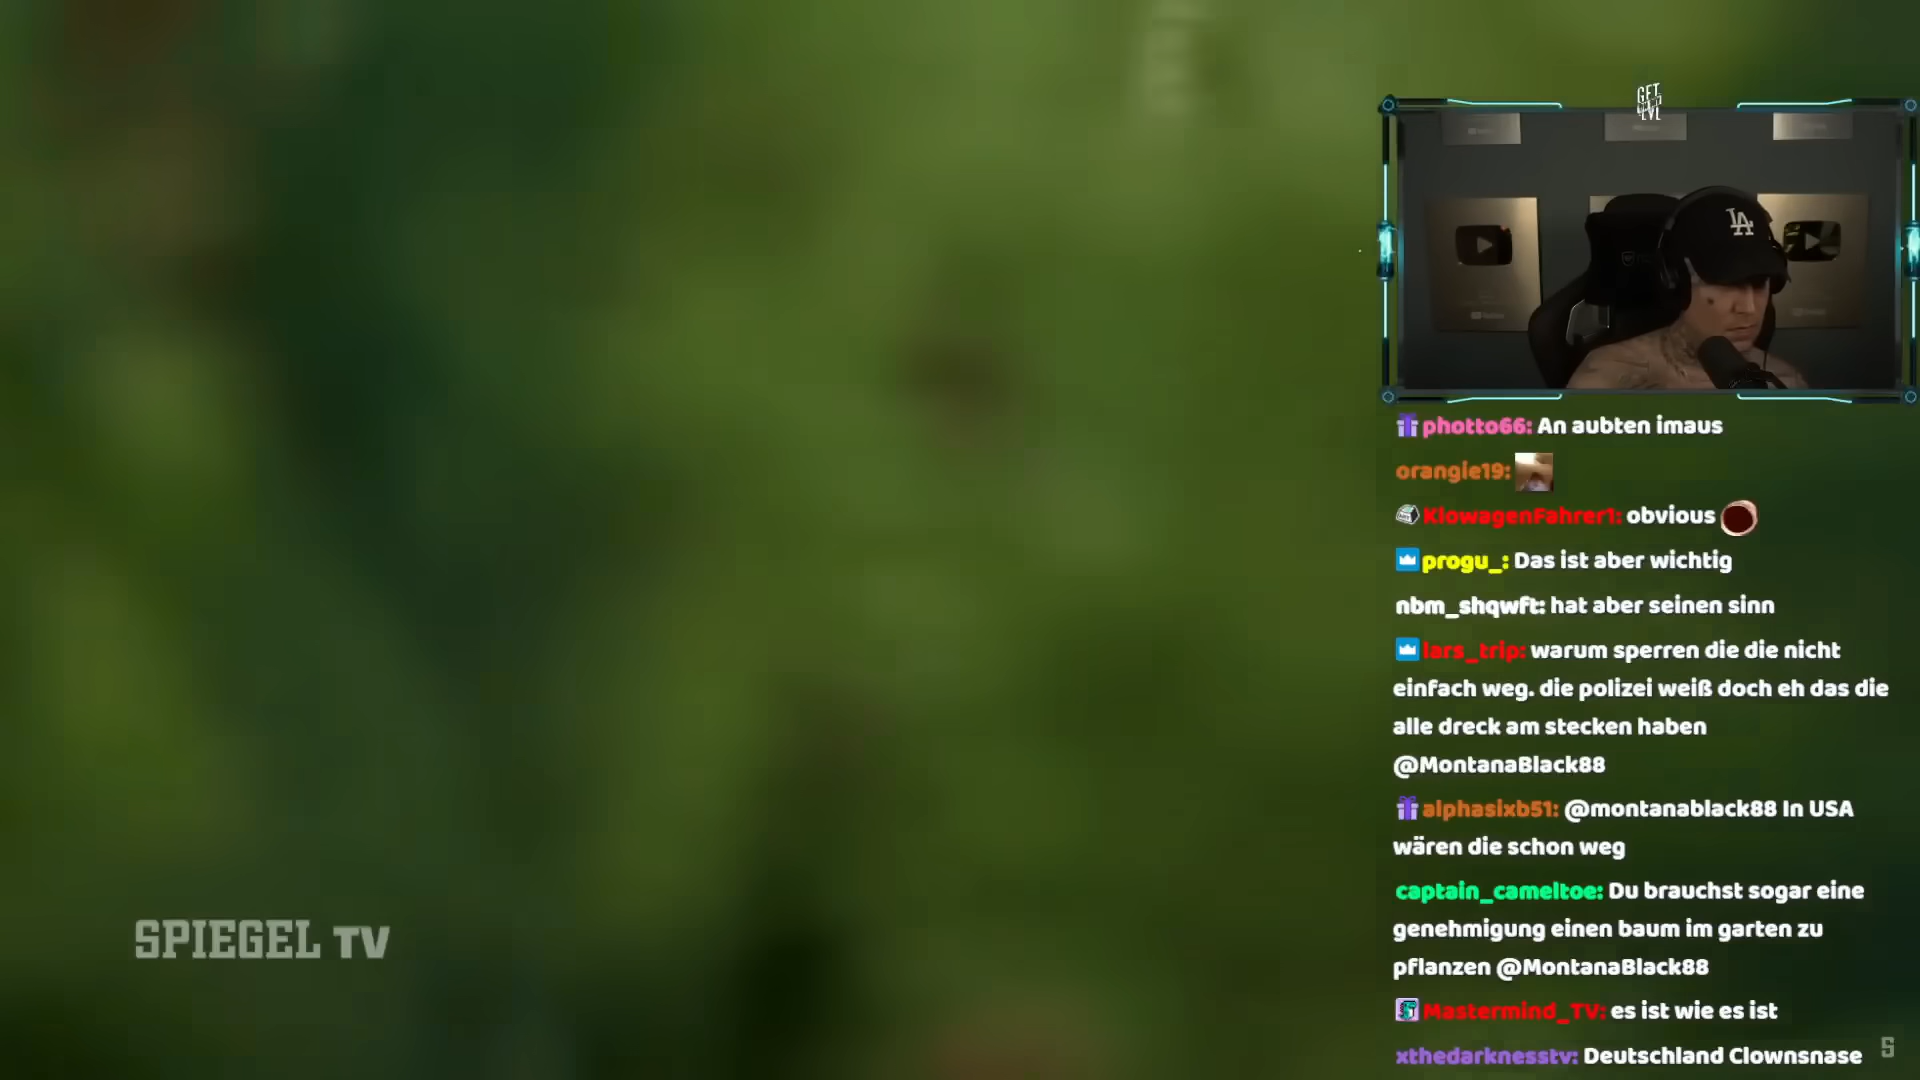 GET
LVL
LA
photto66: An aubten imaus
orangie19:
KlowagenFahrer1: obvious
progu_: Das ist aber wichtig
nbm_shqwft: hat aber seinen sinn
lars_trip: warum sperren die die nicht
einfach weg. die polizei weiß doch eh das die
alle dreck am stecken haben
@MontanaBlack88
alphasixb51: @montanablack88 In USA
wären die schon weg
captain_cameltoe: Du brauchst sogar eine
genehmigung einen baum im garten zu
pflanzen @MontanaBlack88
Mastermind_TV: es ist wie es ist
xthedarknesstv: Deutschland Clownsnase
SPIEGEL TV
S